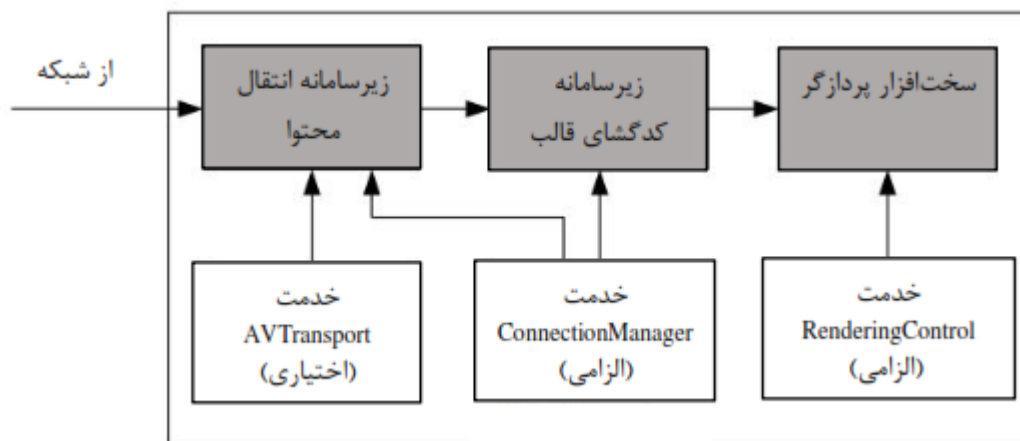 از شبکه
زیرسامانه انتقال
محتوا
زیرسامانه
کدگشای قالب
سخت‌افزار پردازگر
خدمت
AVTransport
(اختیاری)
خدمت
ConnectionManager
(الزامی)
خدمت
RenderingControl
(الزامی)